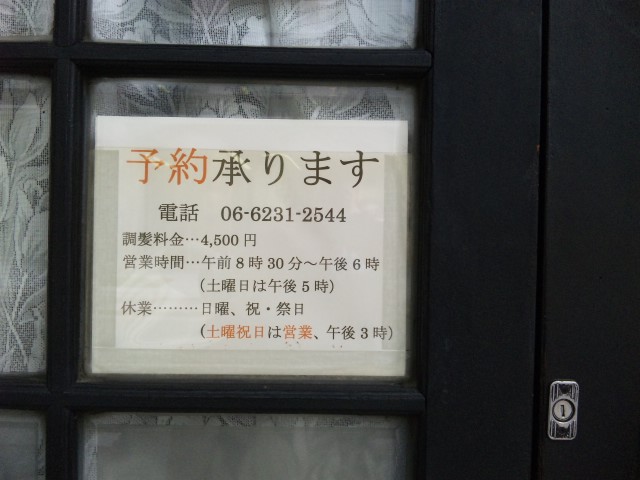 予約承ります
電話 06-6231-2544
調髪料金…4,500円
営業時間…午前8時30分～午後6時
（土曜日は午後5時）
休業………日曜、祝・祭日
（土曜祝日は営業、午後3時）
1